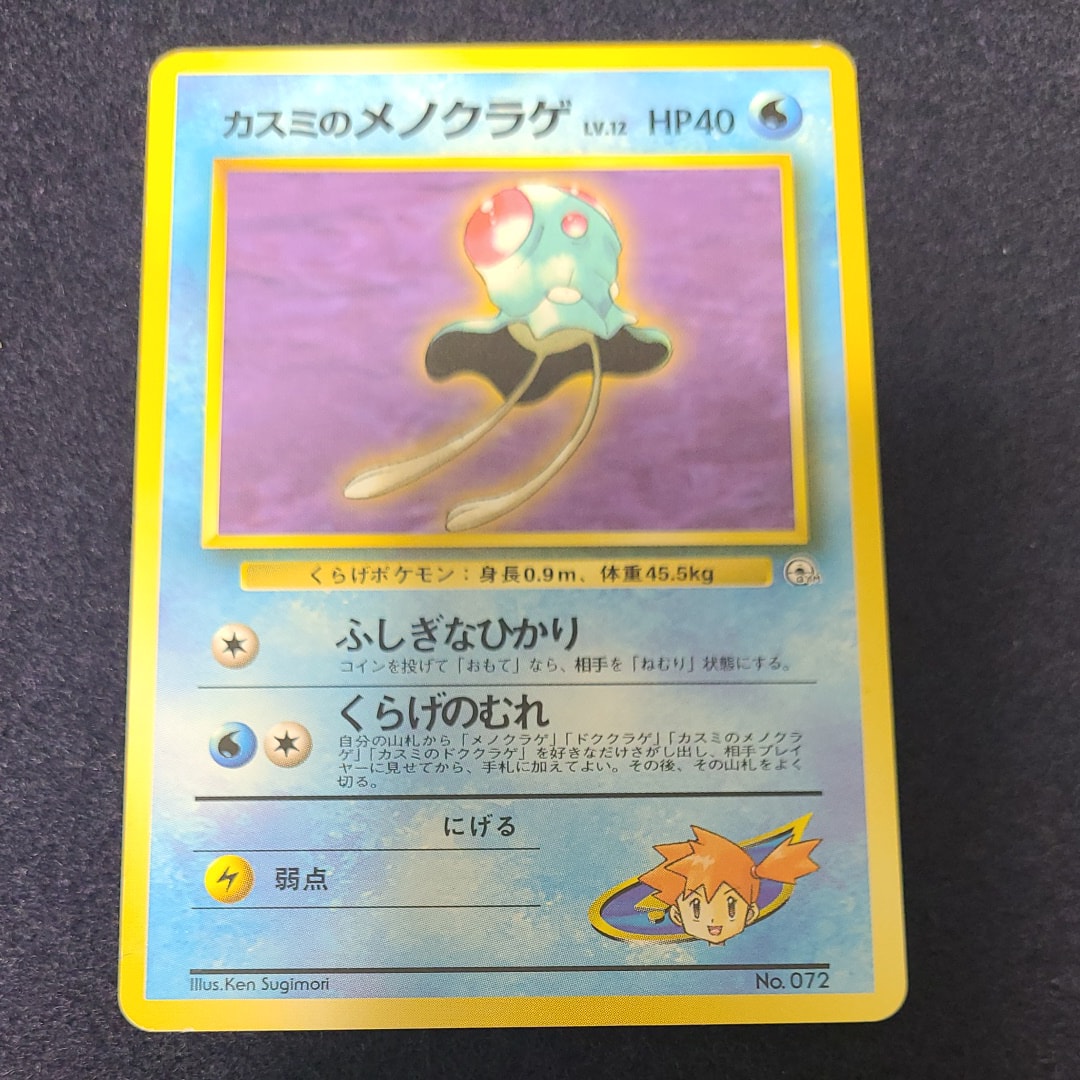 カスミのメノクラゲ LV.12 HP40
くらげポケモン：身長0.9m、体重45.5kg
GYM
ふしぎなひかり
コインを投げて「おもて」なら、相手を「ねむり」状態にする。
くらげのむれ
自分の山札から「メノクラゲ」「ドククラゲ」「カスミのメノクラ
ゲ」「カスミのドククラゲ」を好きなだけさがし出し、相手プレイ
ヤーに見せてから、手札に加えてよい。その後、その山札をよく
切る。
にげる
弱点
Illus.Ken Sugimori No. 072